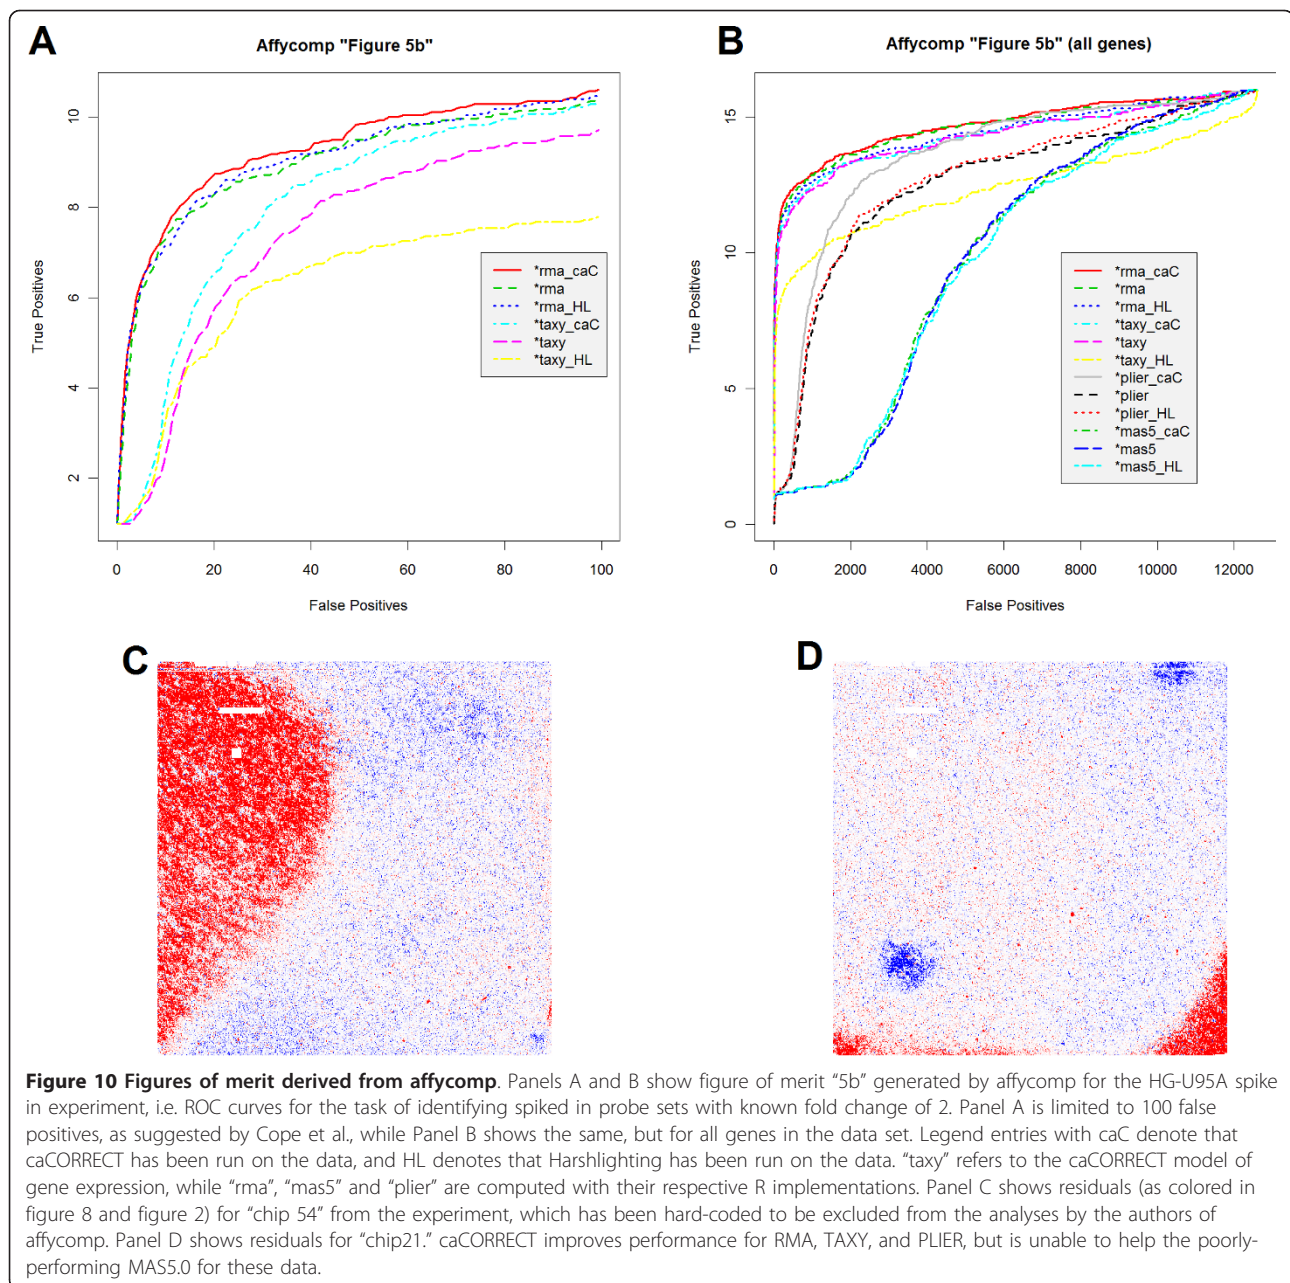 A
Affycomp "Figure 5b"
True Positives
10
8
6
4
2
*rma_caC
*rma
*rma_HL
*taxy_caC
*taxy
*taxy_HL
0 20 40 60 80 100
False Positives
B
Affycomp "Figure 5b" (all genes)
True Positives
15
10
5
0
*rma_caC
*rma
*rma_HL
*taxy_caC
*taxy
*taxy_HL
*plier_caC
*plier
*plier_HL
*mas5_caC
*mas5
*mas5_HL
0 2000 4000 6000 8000 10000 12000
False Positives
C
D
Figure 10 Figures of merit derived from affycomp. Panels A and B show figure of merit “5b” generated by affycomp for the HG-U95A spike
in experiment, i.e. ROC curves for the task of identifying spiked in probe sets with known fold change of 2. Panel A is limited to 100 false
positives, as suggested by Cope et al., while Panel B shows the same, but for all genes in the data set. Legend entries with caC denote that
caCORRECT has been run on the data, and HL denotes that Harshlighting has been run on the data. “taxy” refers to the caCORRECT model of
gene expression, while “rma”, “mas5” and “plier” are computed with their respective R implementations. Panel C shows residuals (as colored in
figure 8 and figure 2) for “chip 54” from the experiment, which has been hard-coded to be excluded from the analyses by the authors of
affycomp. Panel D shows residuals for “chip21.” caCORRECT improves performance for RMA, TAXY, and PLIER, but is unable to help the poorly-
performing MAS5.0 for these data.